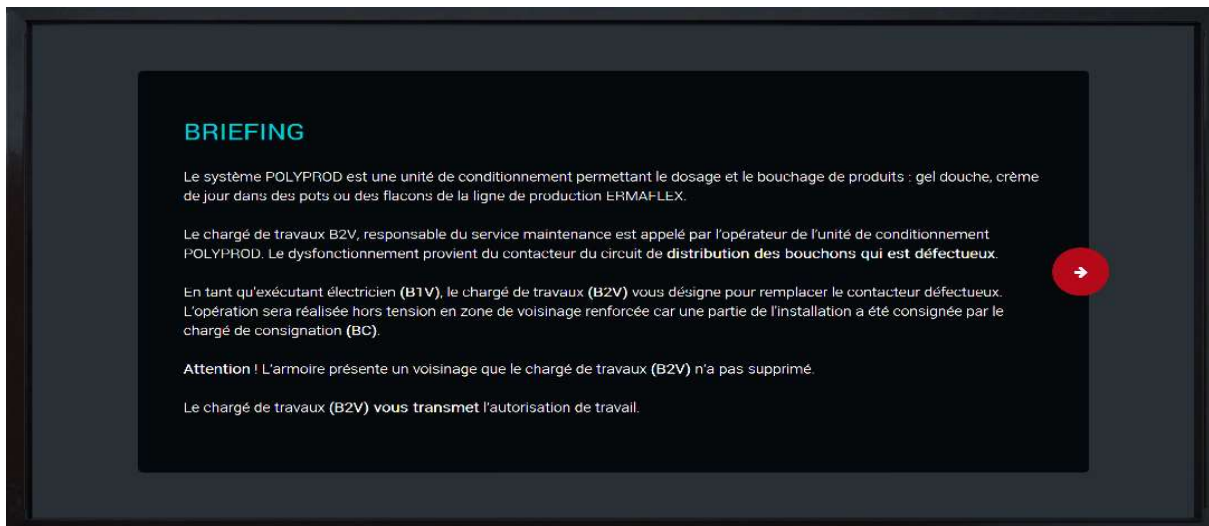 BRIEFING
Le système POLYPROD est une unité de conditionnement permettant le dosage et le bouchage de produits : gel douche, crème
de jour dans des pots ou des flacons de la ligne de production ERMAFLEX.
Le chargé de travaux B2V, responsable du service maintenance est appelé par l'opérateur de l'unité de conditionnement
POLYPROD. Le dysfonctionnement provient du contacteur du circuit de distribution des bouchons qui est défectueux.
En tant qu'exécutant électricien (B1V), le chargé de travaux (B2V) vous désigne pour remplacer le contacteur défectueux.
L'opération sera réalisée hors tension en zone de voisinage renforcée car une partie de l'installation a été consignée par le
chargé de consignation (BC).
Attention ! L'armoire présente un voisinage que le chargé de travaux (B2V) n'a pas supprimé.
Le chargé de travaux (B2V) vous transmet l'autorisation de travail.